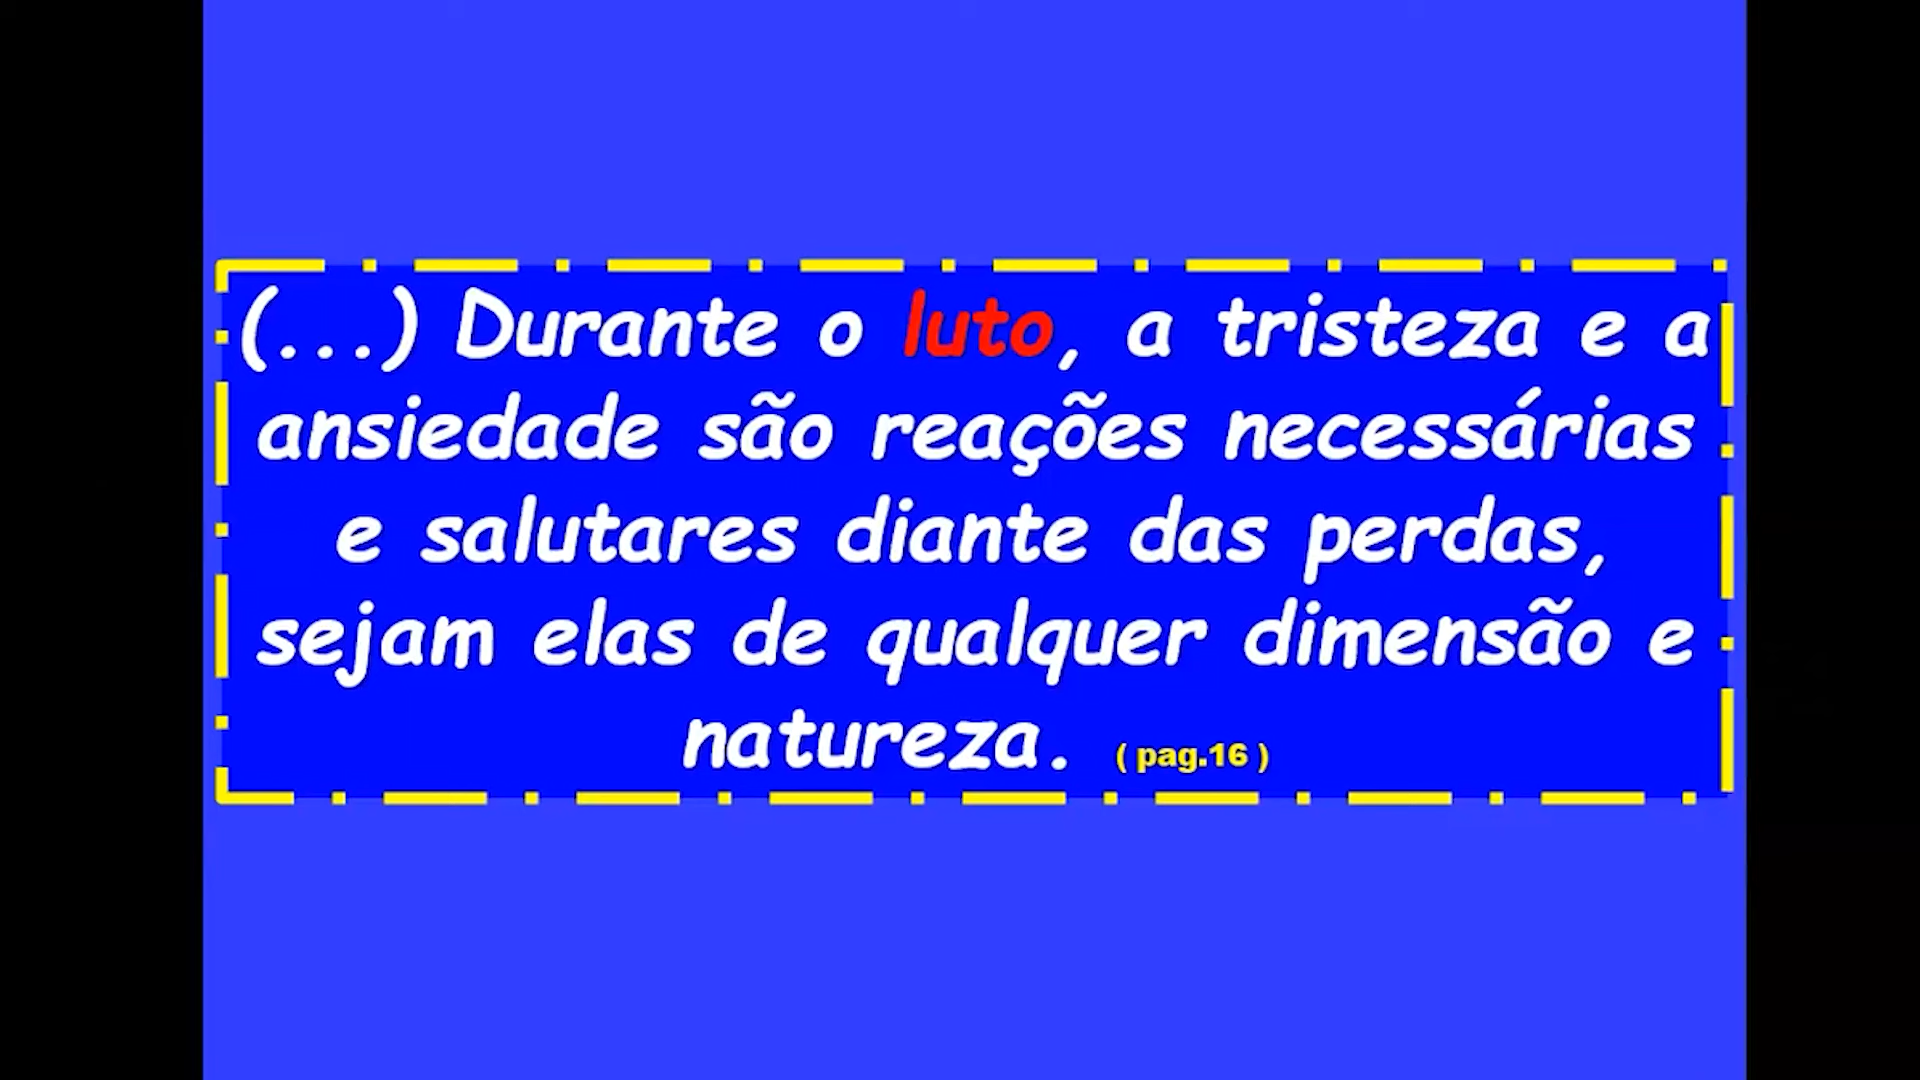 (...) Durante o luto, a tristeza e a
ansiedade são reações necessárias
e salutares diante das perdas,
sejam elas de qualquer dimensão e
natureza. ( pag.16 )